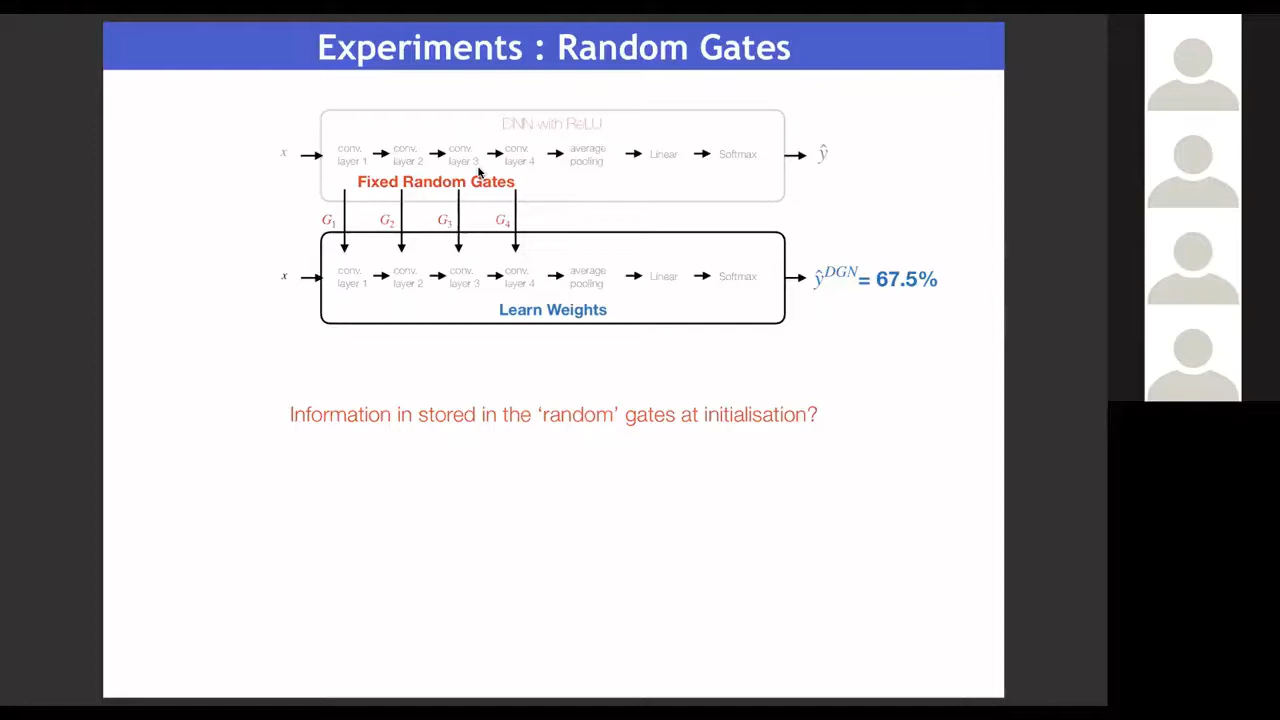 Experiments : Random Gates
DNN with ReLU
x conv. layer 1 conv. layer 2 conv. layer 3 conv. layer 4 average pooling Linear Softmax ŷ
Fixed Random Gates
G1 G2 G3 G4
x conv. layer 1 conv. layer 2 conv. layer 3 conv. layer 4 average pooling Linear Softmax ŷ^DGN = 67.5%
Learn Weights
Information in stored in the ‘random’ gates at initialisation?